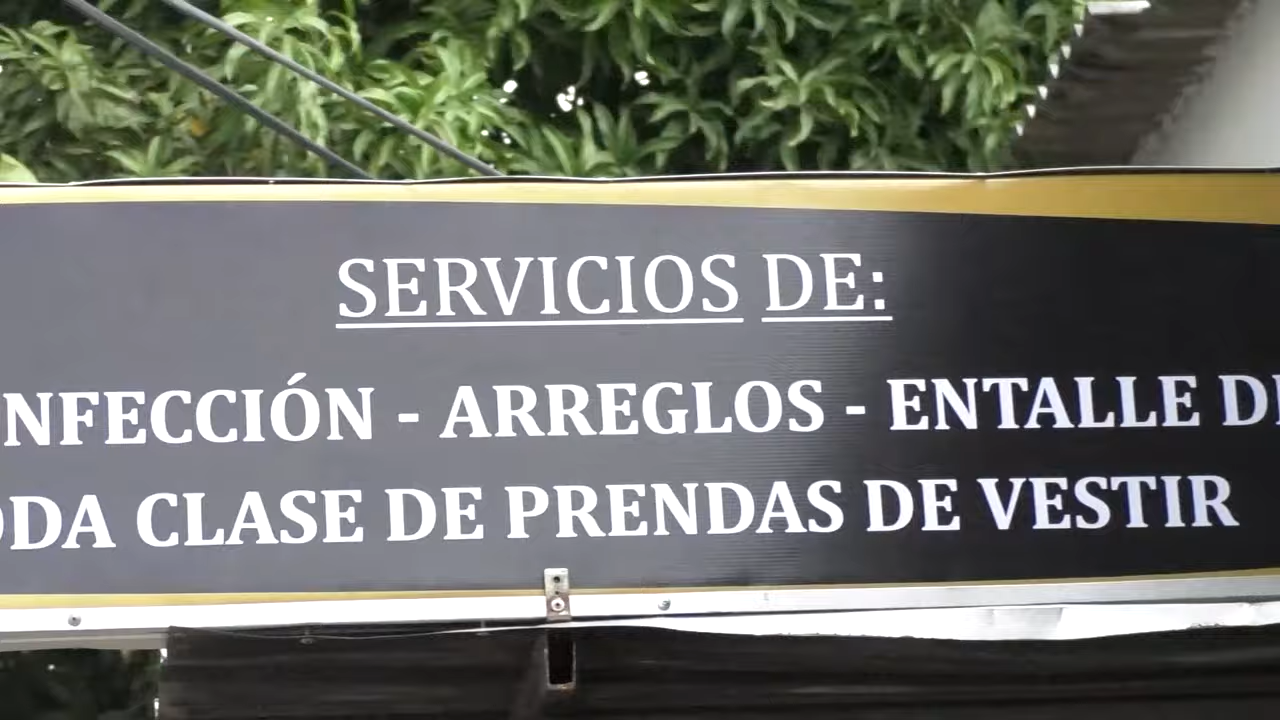 SERVICIOS DE:
NFECCIÓN - ARREGLOS - ENTALLE D
ODA CLASE DE PRENDAS DE VESTIR